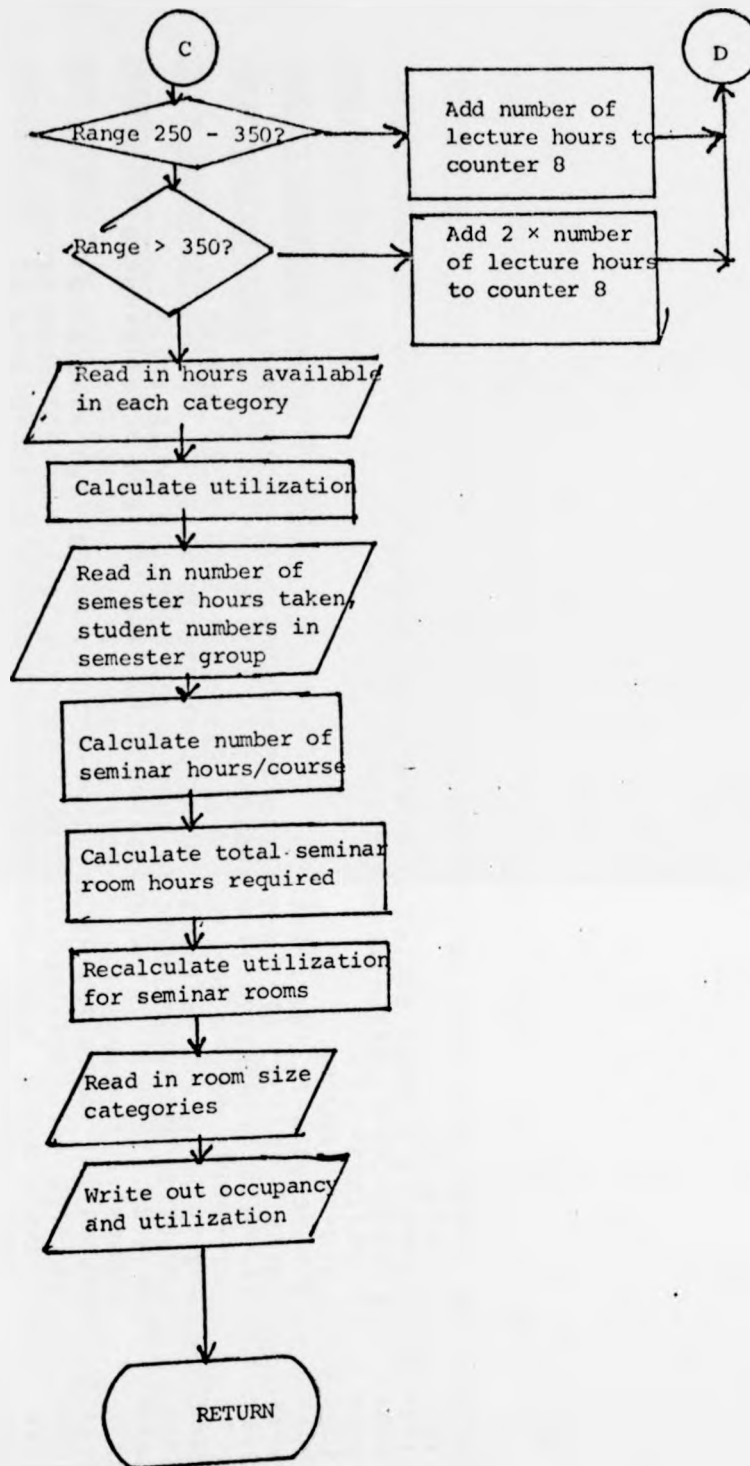 C
D
Range 250 - 350?
Add number of
lecture hours to
counter 8
Range > 350?
Add 2 × number
of lecture hours
to counter 8
Read in hours available
in each category
Calculate utilization
Read in number of
semester hours taken,
student numbers in
semester group
Calculate number of
seminar hours/course
Calculate total seminar
room hours required
Recalculate utilization
for seminar rooms
Read in room size
categories
Write out occupancy
and utilization
RETURN